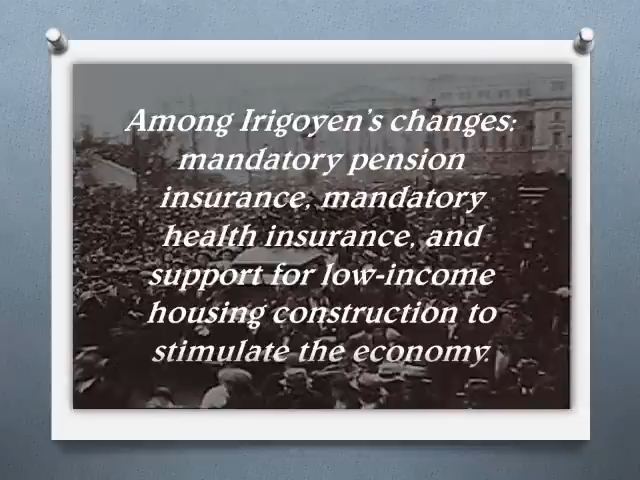 Among Irigoyen's changes:
mandatory pension
insurance, mandatory
health insurance, and
support for low-income
housing construction to
stimulate the economy.